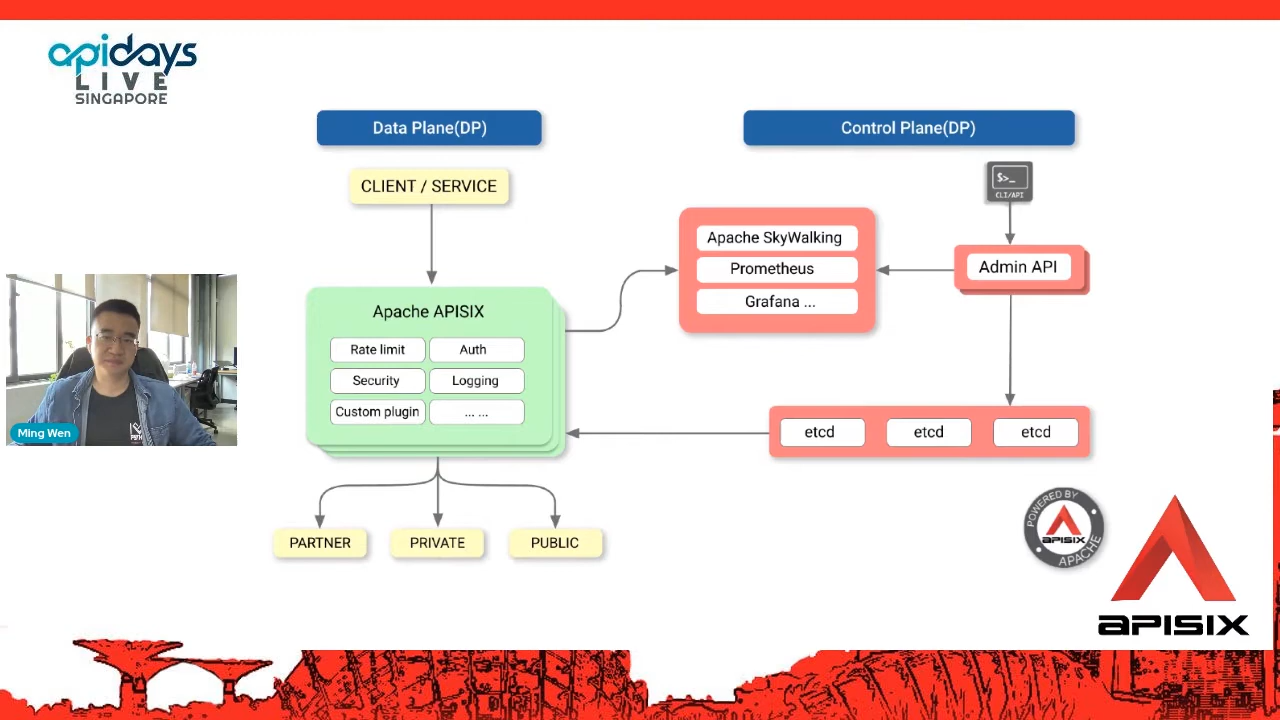 apidays
LIVE
SINGAPORE
Data Plane(DP)
Control Plane(DP)
CLIENT / SERVICE
$>_
CLI/API
Apache SkyWalking
Prometheus
Grafana ...
Admin API
Apache APISIX
Rate limit
Auth
Security
Logging
Custom plugin
... ...
etcd
etcd
etcd
Ming Wen
PARTNER
PRIVATE
PUBLIC
POWERED BY
APISIX
APACHE
APISIX